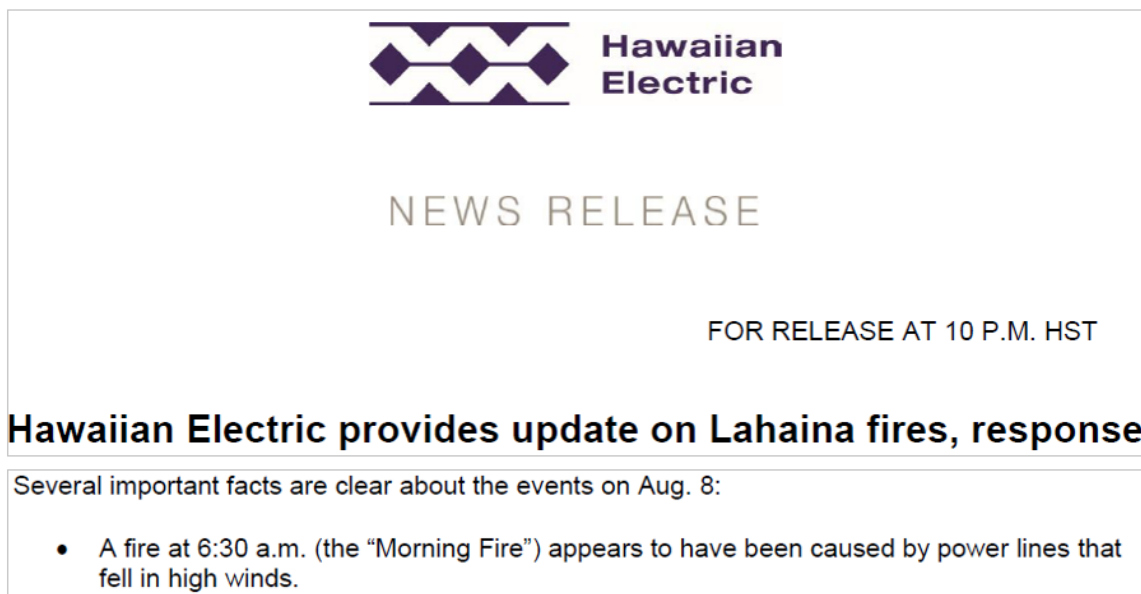 Hawaiian
Electric
NEWS RELEASE
FOR RELEASE AT 10 P.M. HST
Hawaiian Electric provides update on Lahaina fires, response
Several important facts are clear about the events on Aug. 8:
• A fire at 6:30 a.m. (the “Morning Fire”) appears to have been caused by power lines that
fell in high winds.